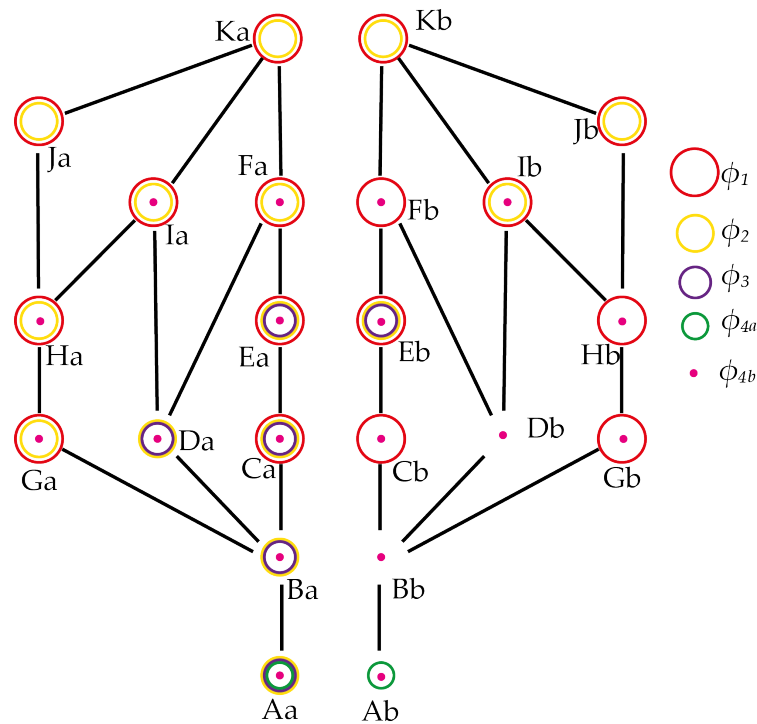 Ka Kb
Ja Jb
Fa Ib
ϕ1
Ia Fb
ϕ2
ϕ3
ϕ4a
Ha Ea Eb Hb
ϕ4b
Da Db
Ga Ca Cb Gb
Ba Bb
Aa Ab